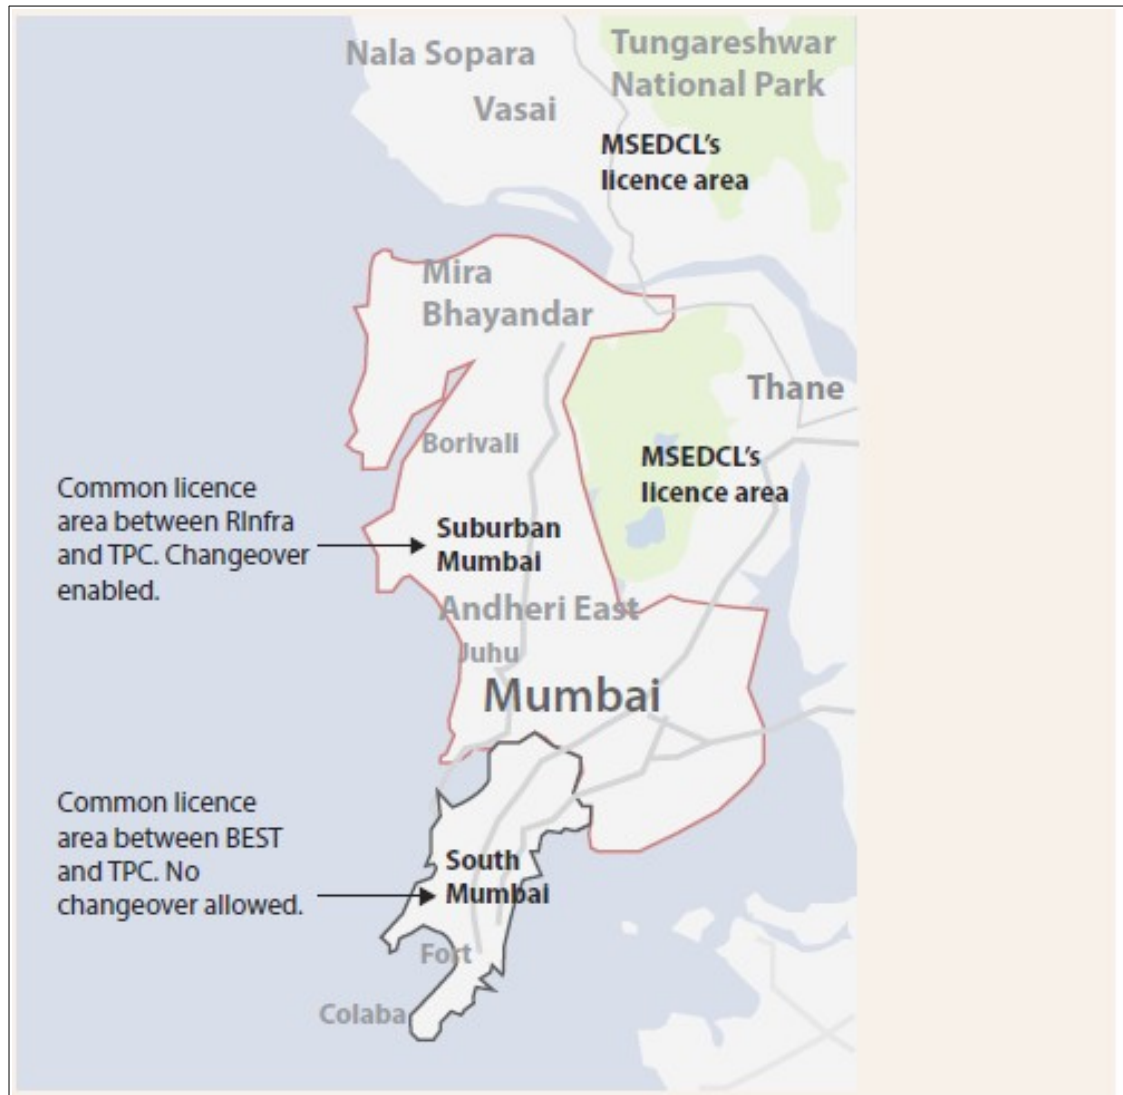 Nala Sopara
Tungareshwar
National Park
Vasai
MSEDCL's
licence area
Mira
Bhayandar
Thane
Borivali
MSEDCL's
licence area
Common licence
area between RInfra
and TPC. Changeover
enabled.
Suburban
Mumbai
Andheri East
Juhu
Mumbai
Common licence
area between BEST
and TPC. No
changeover allowed.
South
Mumbai
Fort
Colaba